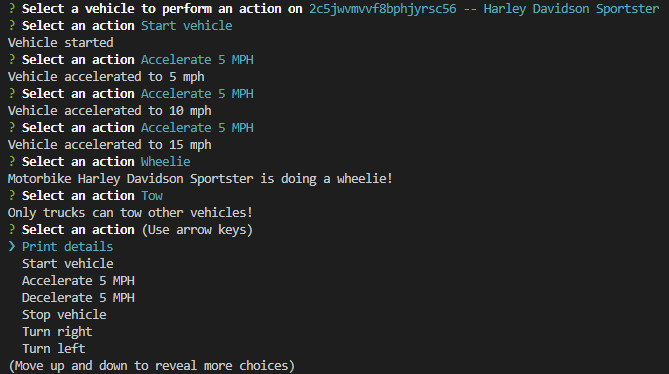 ? Select a vehicle to perform an action on 2c5jwvmvvf8bphjyrsc56 -- Harley Davidson Sportster
? Select an action Start vehicle
Vehicle started
? Select an action Accelerate 5 MPH
Vehicle accelerated to 5 mph
? Select an action Accelerate 5 MPH
Vehicle accelerated to 10 mph
? Select an action Accelerate 5 MPH
Vehicle accelerated to 15 mph
? Select an action Wheelie
Motorbike Harley Davidson Sportster is doing a wheelie!
? Select an action Tow
Only trucks can tow other vehicles!
? Select an action (Use arrow keys)
❯ Print details
Start vehicle
Accelerate 5 MPH
Decelerate 5 MPH
Stop vehicle
Turn right
Turn left
(Move up and down to reveal more choices)